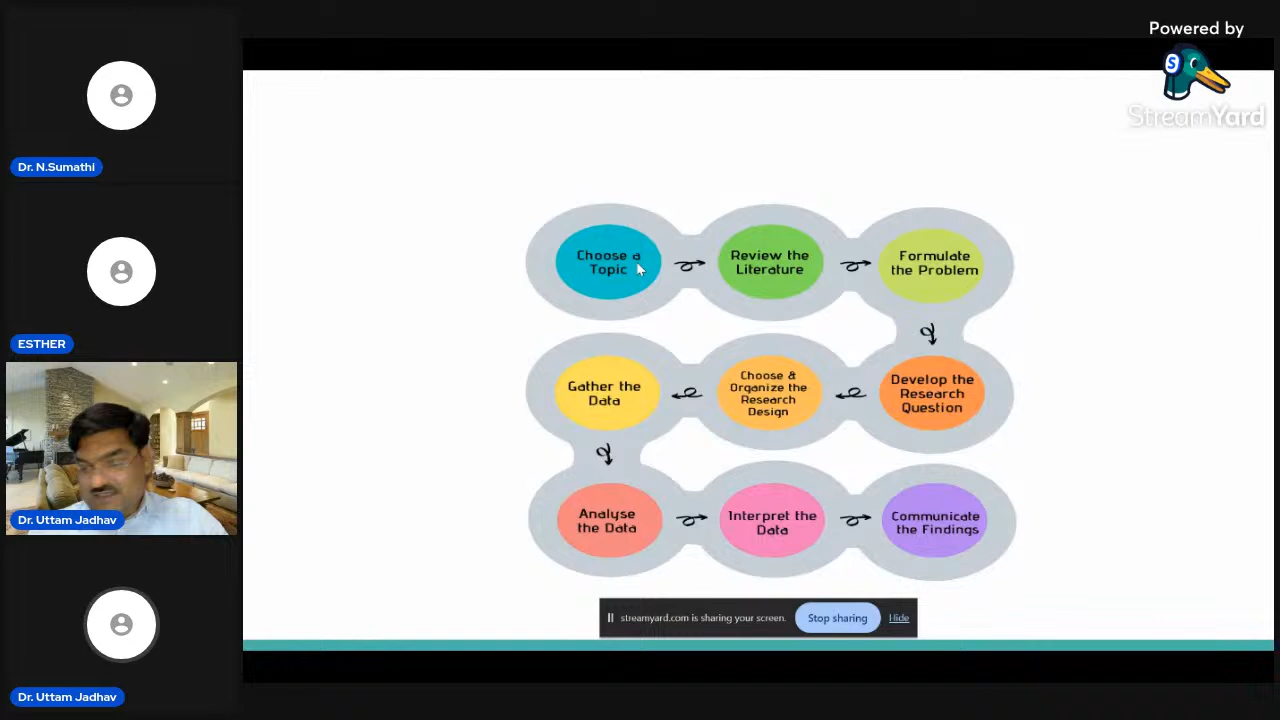 Powered by
StreamYard
Dr. N.Sumathi
ESTHER
Dr. Uttam Jadhav
Dr. Uttam Jadhav
Choose a
Topic
Review the
Literature
Formulate
the Problem
Develop the
Research
Question
Choose &
Organize the
Research
Design
Gather the
Data
Analyse
the Data
Interpret the
Data
Communicate
the Findings
streamyard.com is sharing your screen.
Stop sharing
Hide